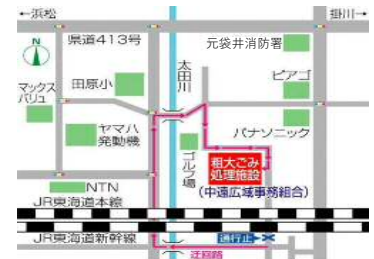 ←浜松
掛川→
県道413号
元袋井消防署
太田川
ピアゴ
マックス
バリュ
田原小
ヤマハ
発動機
パナソニック
ゴルフ場
粗大ごみ
処理施設
(中遠広域事務組合)
NTN
JR東海道本線
JR東海道新幹線
通行止
迂回路